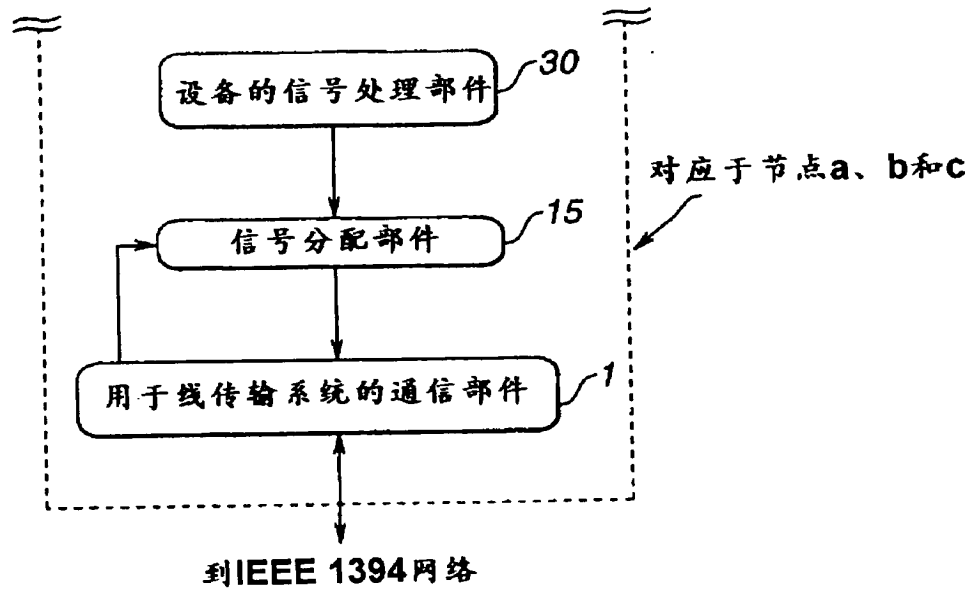 设备的信号处理部件
30
对应于节点a、b和c
信号分配部件
15
用于线传输系统的通信部件
1
到IEEE 1394网络